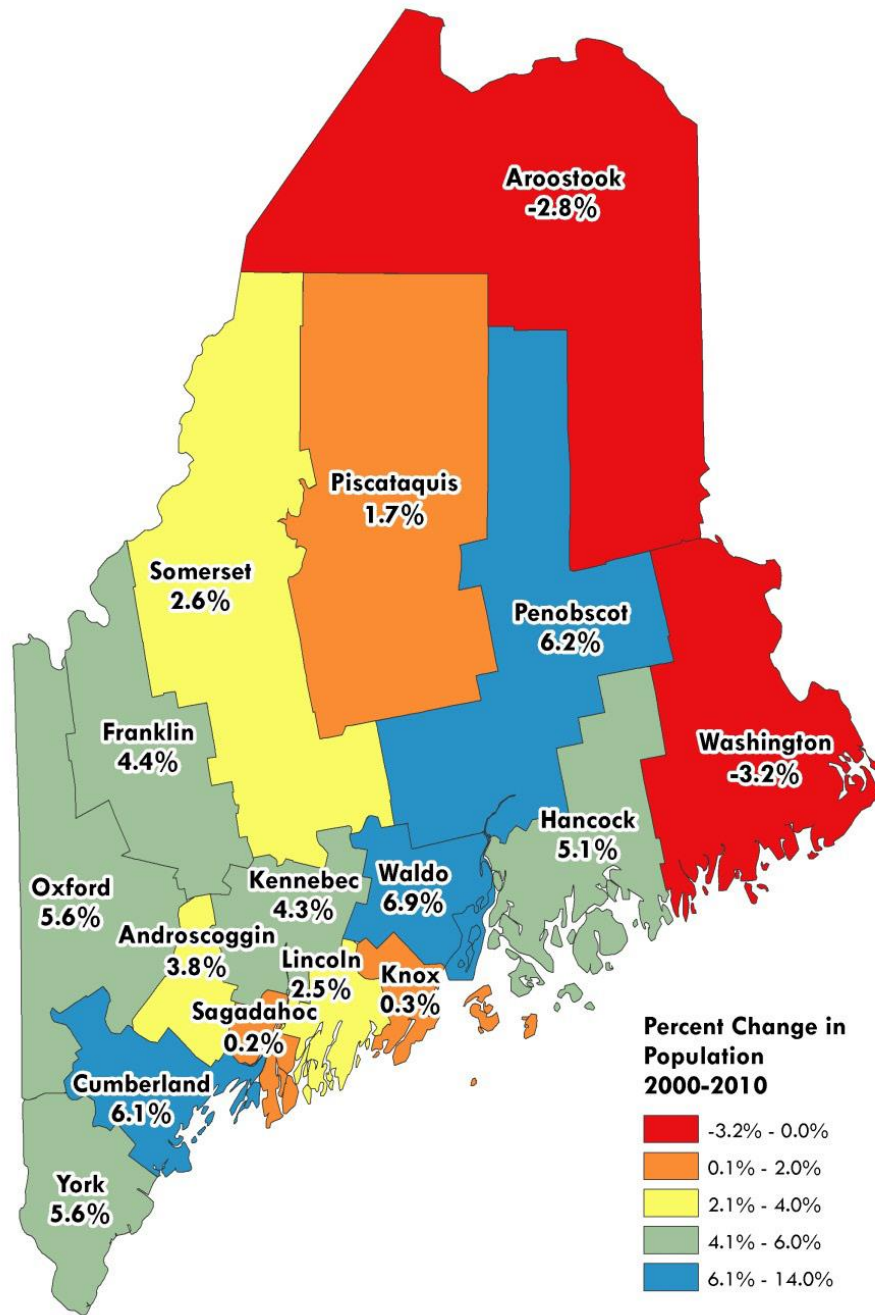 Aroostook
-2.8%
Piscataquis
1.7%
Somerset
2.6%
Penobscot
6.2%
Franklin
4.4%
Washington
-3.2%
Hancock
5.1%
Oxford
5.6%
Kennebec
4.3%
Waldo
6.9%
Androscoggin
3.8%
Lincoln
2.5%
Knox
0.3%
Sagadahoc
0.2%
Cumberland
6.1%
York
5.6%
Percent Change in
Population
2000-2010
-3.2% - 0.0%
0.1% - 2.0%
2.1% - 4.0%
4.1% - 6.0%
6.1% - 14.0%